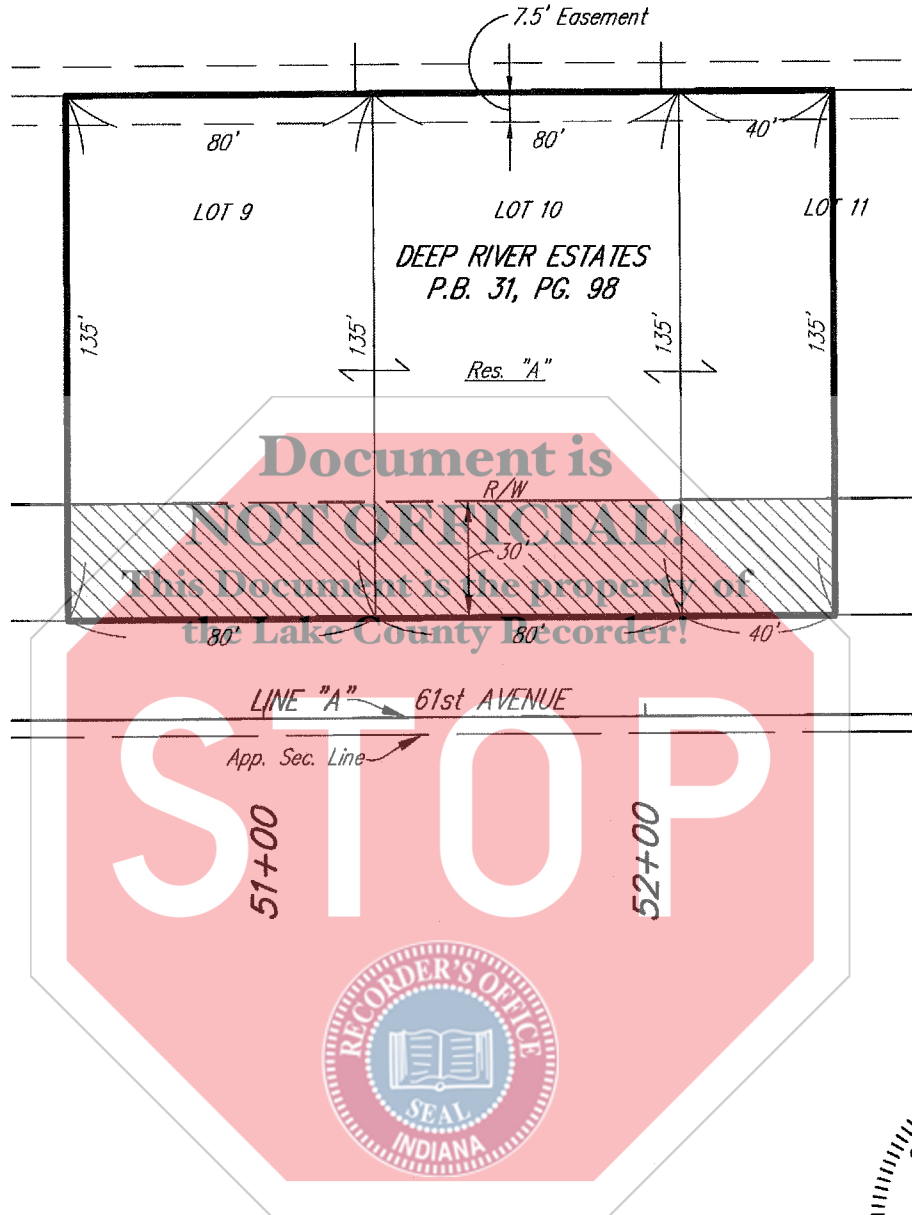 7.5' Easement
80'
80'
40'
LOT 9
LOT 10
LOT 11
DEEP RIVER ESTATES
P.B. 31, PG. 98
135'
135'
135'
135'
Res. "A"
Document is
R/W
NOT OFFICIAL!
30'
This Document is the property of
the Lake County Recorder!
80'
80'
40'
LINE "A"
61st AVENUE
App. Sec. Line
STOP
51+00
52+00
RECORDER'S OFFICE
SEAL
INDIANA